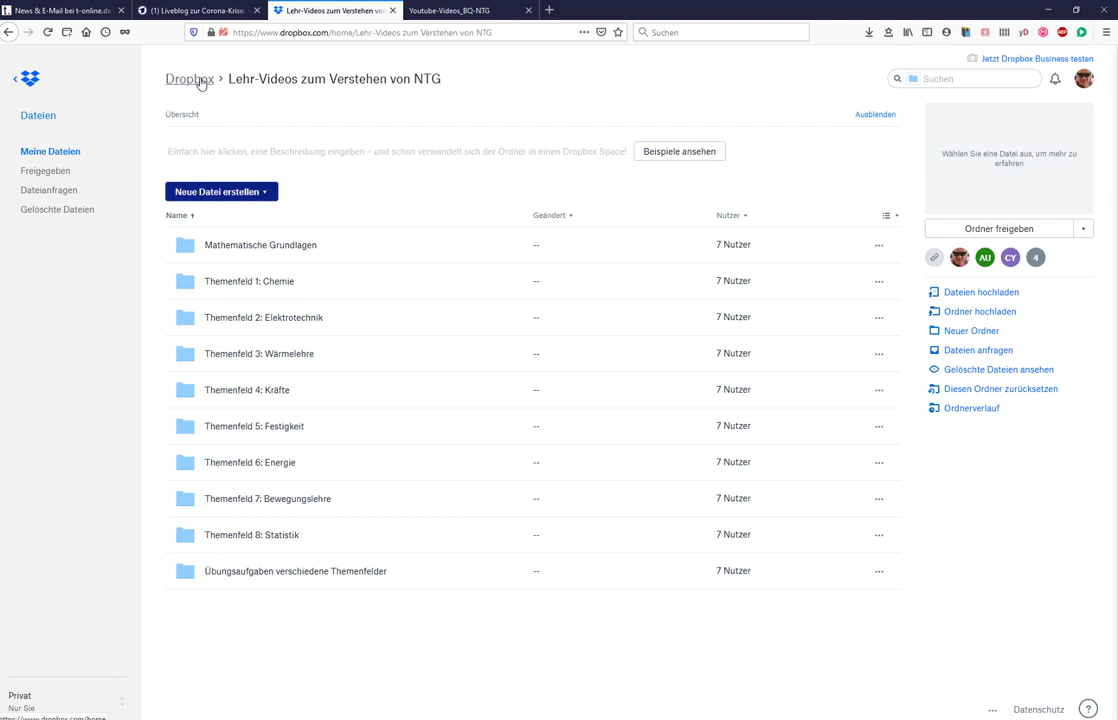 News & E-Mail bei t-online.de
(1) Liveblog zur Corona-Krise:
Lehr-Videos zum Verstehen von
Youtube-Videos_BQ-NTG
https://www.dropbox.com/home/Lehr-Videos zum Verstehen von NTG
Suchen
yD
ABP
Jetzt Dropbox Business testen
Dropbox › Lehr-Videos zum Verstehen von NTG
Suchen
Dateien
Meine Dateien
Freigegeben
Dateianfragen
Gelöschte Dateien
Übersicht
Ausblenden
Einfach hier klicken, eine Beschreibung eingeben – und schon verwandelt sich der Ordner in einen Dropbox Space!
Beispiele ansehen
Neue Datei erstellen
Name
Geändert
Nutzer
Mathematische Grundlagen -- 7 Nutzer
Themenfeld 1: Chemie -- 7 Nutzer
Themenfeld 2: Elektrotechnik -- 7 Nutzer
Themenfeld 3: Wärmelehre -- 7 Nutzer
Themenfeld 4: Kräfte -- 7 Nutzer
Themenfeld 5: Festigkeit -- 7 Nutzer
Themenfeld 6: Energie -- 7 Nutzer
Themenfeld 7: Bewegungslehre -- 7 Nutzer
Themenfeld 8: Statistik -- 7 Nutzer
Übungsaufgaben verschiedene Themenfelder -- 7 Nutzer
Wählen Sie eine Datei aus, um mehr zu
erfahren
Ordner freigeben
AU
CY
4
Dateien hochladen
Ordner hochladen
Neuer Ordner
Dateien anfragen
Gelöschte Dateien ansehen
Diesen Ordner zurücksetzen
Ordnerverlauf
Privat
Nur Sie
Datenschutz
?